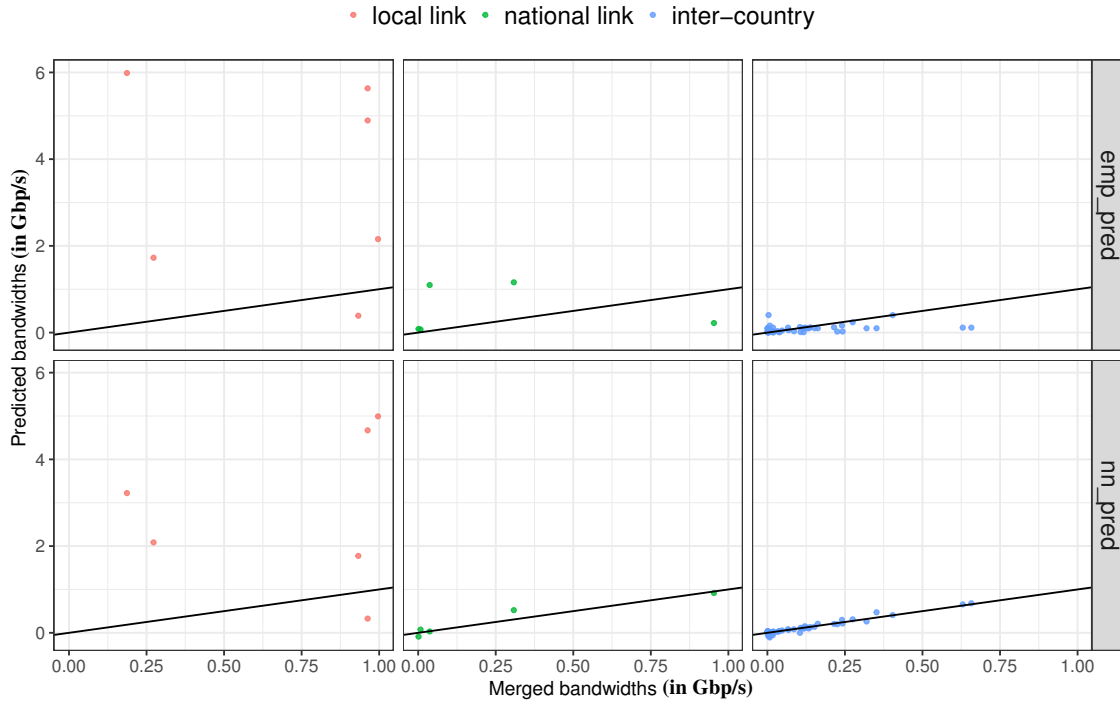 local link national link inter−country
Predicted bandwidths (in Gbp/s)
6
4
2
0
emp_pred
6
4
2
0
nn_pred
0.00 0.25 0.50 0.75 1.00 0.00 0.25 0.50 0.75 1.00 0.00 0.25 0.50 0.75 1.00
Merged bandwidths (in Gbp/s)